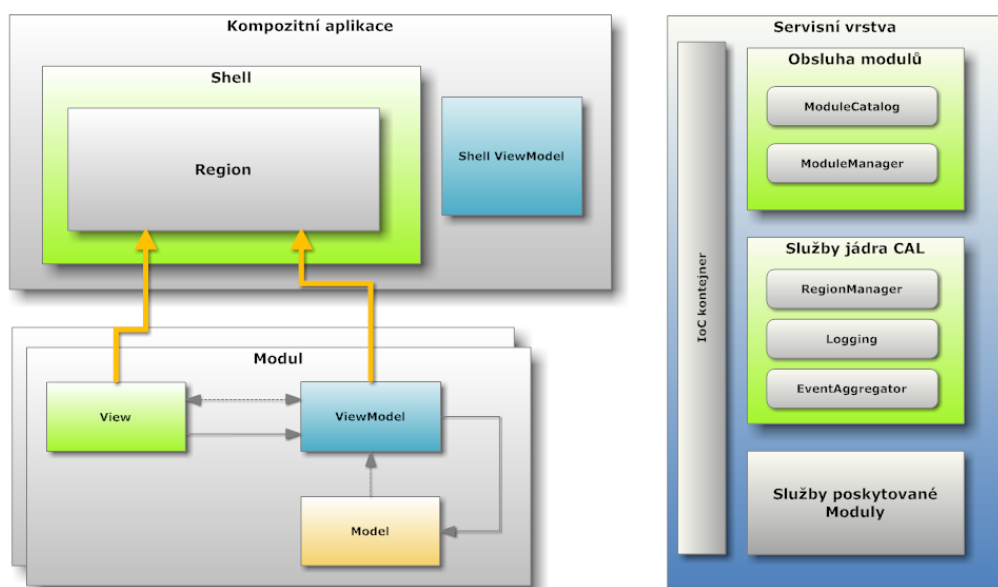 Kompozitní aplikace
Shell
Region
Shell ViewModel
Modul
View
ViewModel
Model
Servisní vrstva
IoC kontejner
Obsluha modulů
ModuleCatalog
ModuleManager
Služby jádra CAL
RegionManager
Logging
EventAggregator
Služby poskytované
Moduly